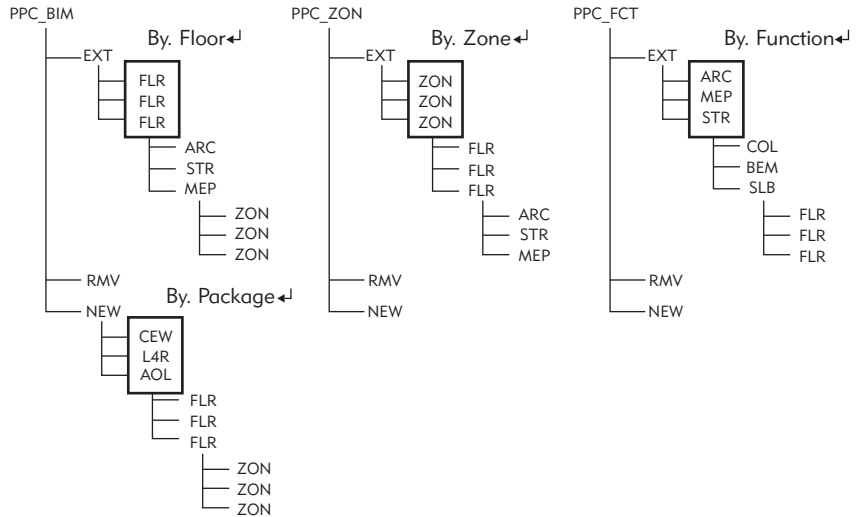 PPC_BIM
By. Floor↵
EXT
FLR
FLR
FLR
ARC
STR
MEP
ZON
ZON
ZON
RMV
NEW
By. Package↵
CEW
L4R
AOL
FLR
FLR
FLR
ZON
ZON
ZON
PPC_ZON
By. Zone↵
EXT
ZON
ZON
ZON
FLR
FLR
FLR
ARC
STR
MEP
RMV
NEW
PPC_FCT
By. Function↵
EXT
ARC
MEP
STR
COL
BEM
SLB
FLR
FLR
FLR
RMV
NEW